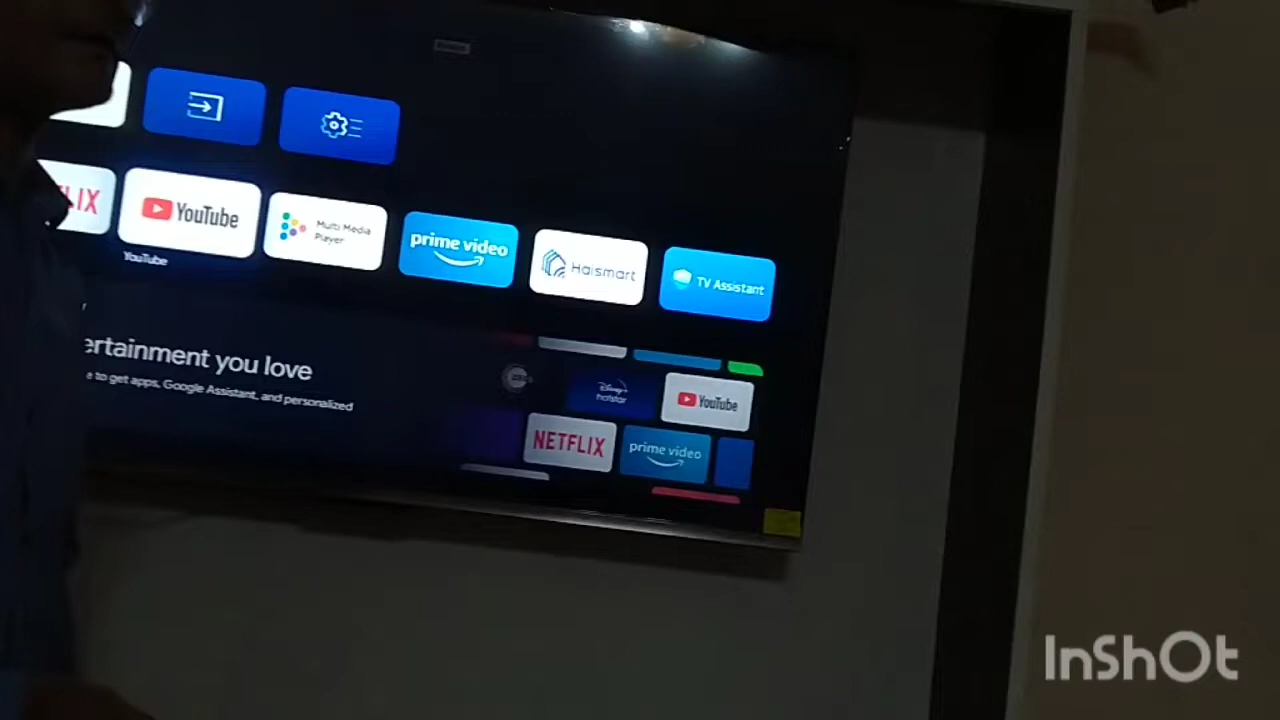 LIX
YouTube
Multi Media
Player
prime video
Haismart
TV Assistant
YouTube
ertainment you love
e to get apps, Google Assistant, and personalized
Disney+
hotstar
YouTube
NETFLIX
prime video
InShOt